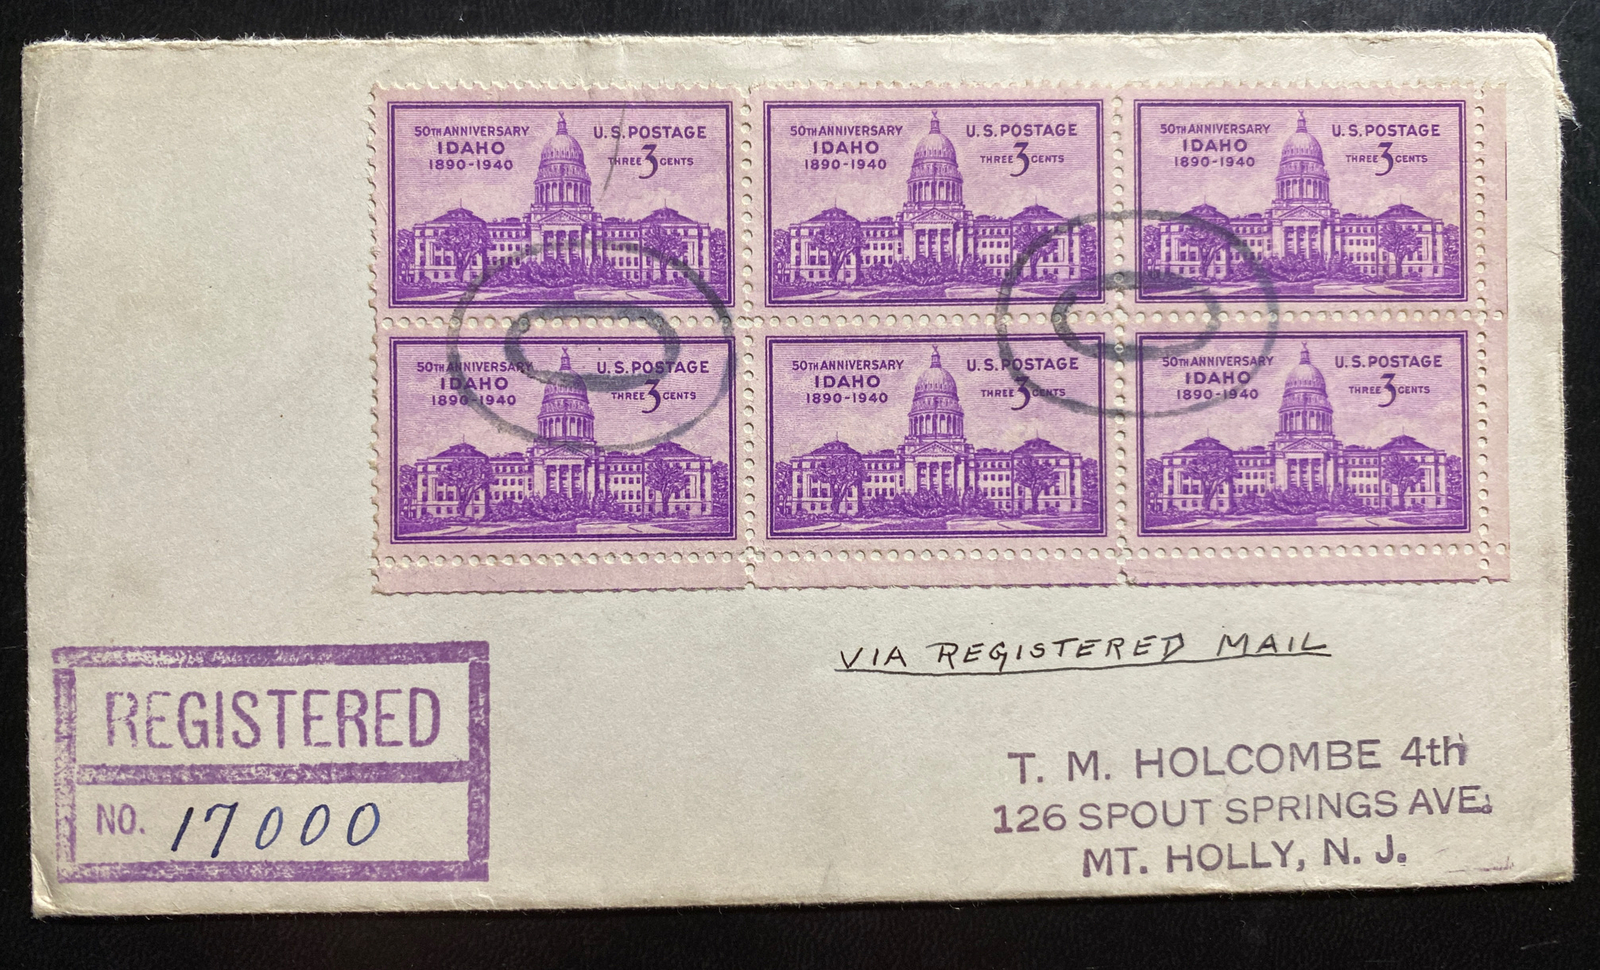 50TH ANNIVERSARY
IDAHO
1890-1940
U.S. POSTAGE
THREE 3 CENTS
50TH ANNIVERSARY
IDAHO
1890-1940
U.S. POSTAGE
THREE 3 CENTS
50TH ANNIVERSARY
IDAHO
1890-1940
U.S. POSTAGE
THREE 3 CENTS
50TH ANNIVERSARY
IDAHO
1890-1940
U.S. POSTAGE
THREE 3 CENTS
50TH ANNIVERSARY
IDAHO
1890-1940
U.S. POSTAGE
THREE 3 CENTS
50TH ANNIVERSARY
IDAHO
1890-1940
U.S. POSTAGE
THREE 3 CENTS
VIA REGISTERED MAIL
REGISTERED
NO. 17000
T. M. HOLCOMBE 4th
126 SPOUT SPRINGS AVE.
MT. HOLLY, N. J.